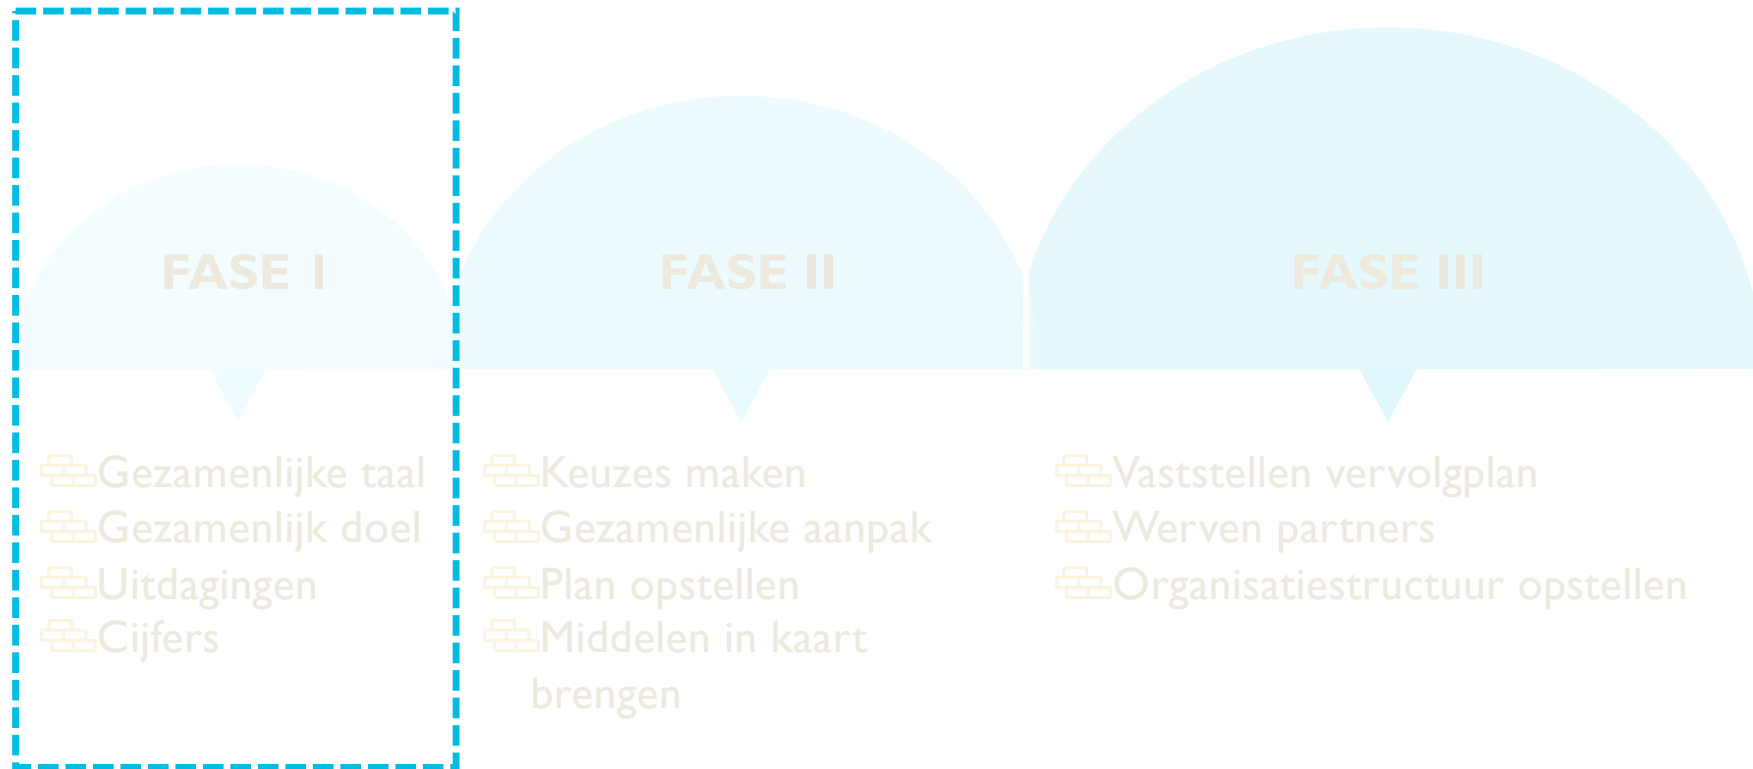 FASE I
FASE II
FASE III
Gezamenlijke taal
Gezamenlijk doel
Uitdagingen
Cijfers
Keuzes maken
Gezamenlijke aanpak
Plan opstellen
Middelen in kaart
brengen
Vaststellen vervolgplan
Werven partners
Organisatiestructuur opstellen